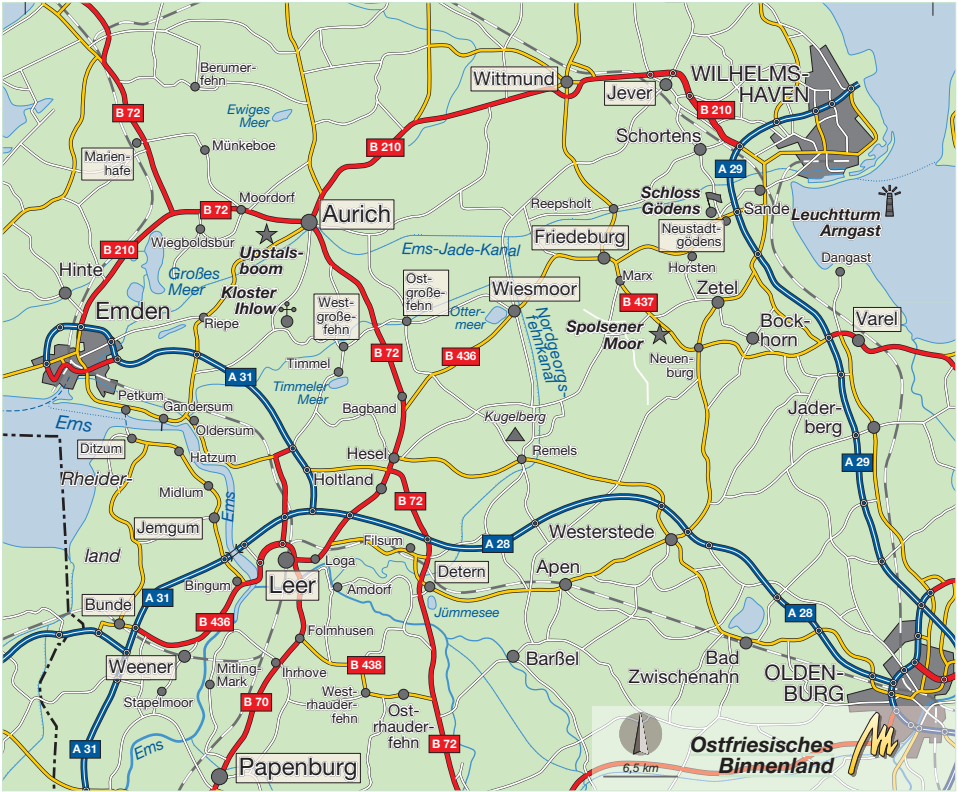 Berumer-
fehn
Wittmund
Jever
WILHELMS-
HAVEN
B 72
Ewiges
Meer
B 210
B 210
Schortens
Marien-
hafe
Münkeboe
A 29
Schloss
Gödens
Moordorf
B 72
Aurich
Reepsholt
Sande
Leuchtturm
Arngast
Wiegboldsbür
Friedeburg
Neustadt-
gödens
B 210
Upstals-
boom
Ems-Jade-Kanal
Horsten
Dangast
Hinte
Großes
Meer
Ost-
große-
fehn
Marx
Kloster
Ihlow
Wiesmoor
Zetel
West-
große-
fehn
B 437
Emden
Otter-
meer
Nordgeorgs-
fehnkanal
Bock-
horn
Varel
Riepe
Spolsener
Moor
B 72
B 436
Timmel
Neuen-
burg
A 31
Timmeler
Meer
Petkum
Gandersum
Bagband
Kugelberg
Jader-
berg
Ems
Oldersum
Ditzum
Hatzum
Hesel
Remels
A 29
Rheider-
Holtland
Midlum
Ems
B 72
Jemgum
Westerstede
land
Filsum
A 28
Loga
Detern
Apen
Bingum
Leer
Amdorf
A 31
Bunde
Jümmesee
A 28
B 436
Folmhusen
Weener
B 438
Barßel
Bad
Zwischenahn
Mitling-
Mark
Ihrhove
OLDEN-
BURG
Stapelmoor
B 70
West-
rhauder-
fehn
Ost-
rhauder-
fehn
A 31
Ems
B 72
Papenburg
6,5 km
Ostfriesisches
Binnenland